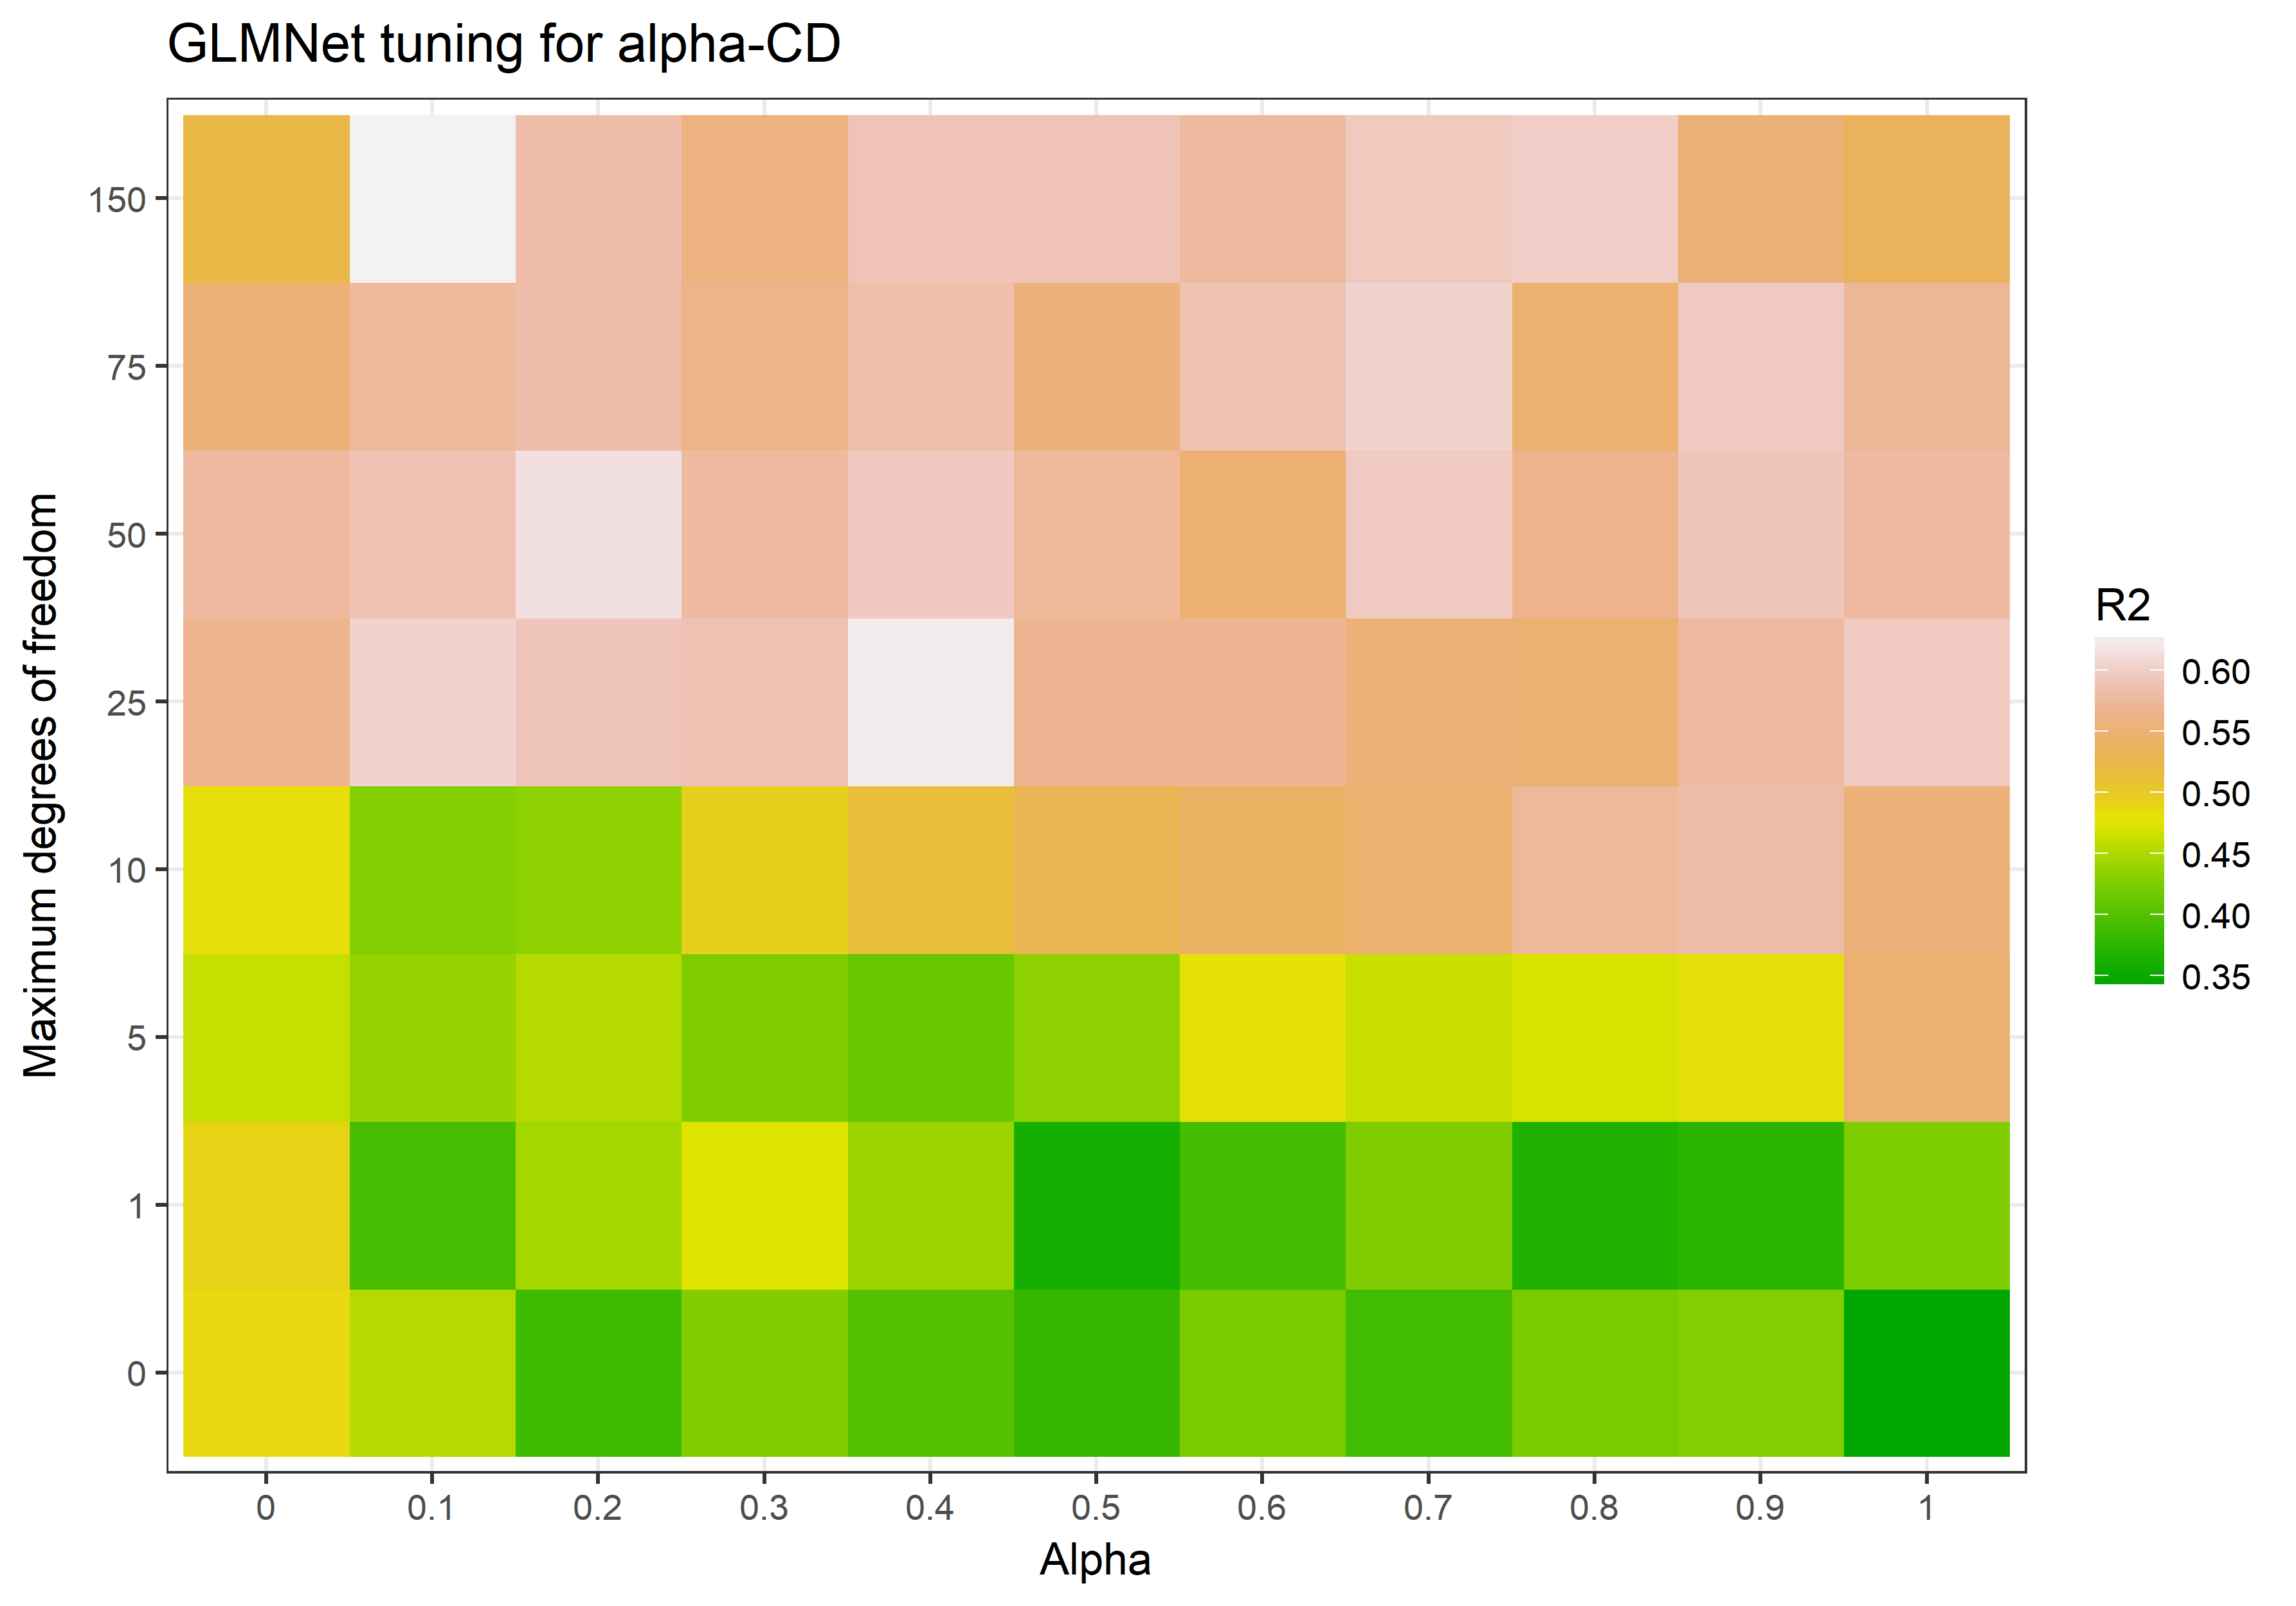 GLMNet tuning for alpha-CD
Maximum degrees of freedom
150
75
50
25
10
5
1
0
0 0.1 0.2 0.3 0.4 0.5 0.6 0.7 0.8 0.9 1
Alpha
R2
0.60
0.55
0.50
0.45
0.40
0.35